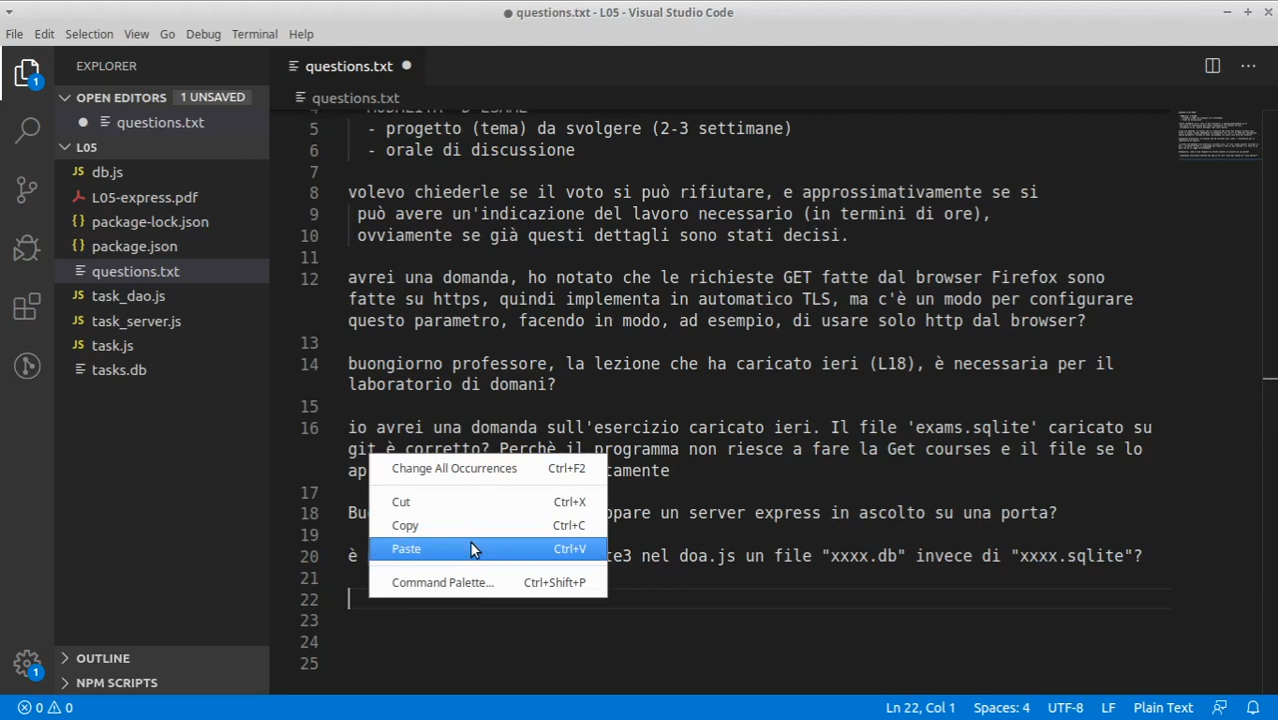 questions.txt - L05 - Visual Studio Code
File Edit Selection View Go Debug Terminal Help
EXPLORER
OPEN EDITORS 1 UNSAVED
questions.txt
L05
JS db.js
L05-express.pdf
{} package-lock.json
{} package.json
questions.txt
JS task_dao.js
JS task_server.js
JS task.js
tasks.db
OUTLINE
NPM SCRIPTS
1
1
questions.txt
questions.txt
5 - progetto (tema) da svolgere (2-3 settimane)
6 - orale di discussione
7
8 volevo chiederle se il voto si può rifiutare, e approssimativamente se si
9 può avere un'indicazione del lavoro necessario (in termini di ore),
10 ovviamente se già questi dettagli sono stati decisi.
11
12 avrei una domanda, ho notato che le richieste GET fatte dal browser Firefox sono
fatte su https, quindi implementa in automatico TLS, ma c'è un modo per configurare
questo parametro, facendo in modo, ad esempio, di usare solo http dal browser?
13
14 buongiorno professore, la lezione che ha caricato ieri (L18), è necessaria per il
laboratorio di domani?
15
16 io avrei una domanda sull'esercizio caricato ieri. Il file 'exams.sqlite' caricato su
git è corretto? Perchè il programma non riesce a fare la Get courses e il file se lo
17
18 un server express in ascolto su una porta?
19
20 è nel doa.js un file "xxxx.db" invece di "xxxx.sqlite"?
21
22
23
24
25
Change All Occurrences Ctrl+F2
Cut Ctrl+X
Copy Ctrl+C
Paste Ctrl+V
Command Palette... Ctrl+Shift+P
0 0 Ln 22, Col 1 Spaces: 4 UTF-8 LF Plain Text